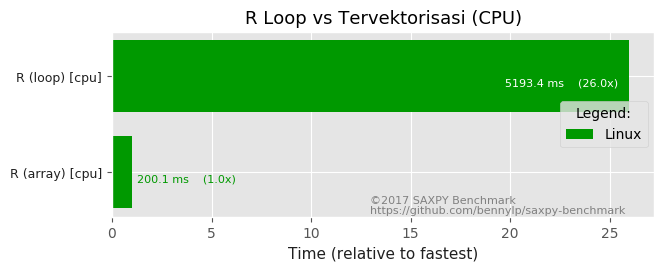 R Loop vs Tervektorisasi (CPU)
R (loop) [cpu]
5193.4 ms (26.0x)
Legend:
Linux
R (array) [cpu]
200.1 ms (1.0x)
©2017 SAXPY Benchmark
https://github.com/bennylp/saxpy-benchmark
0 5 10 15 20 25
Time (relative to fastest)